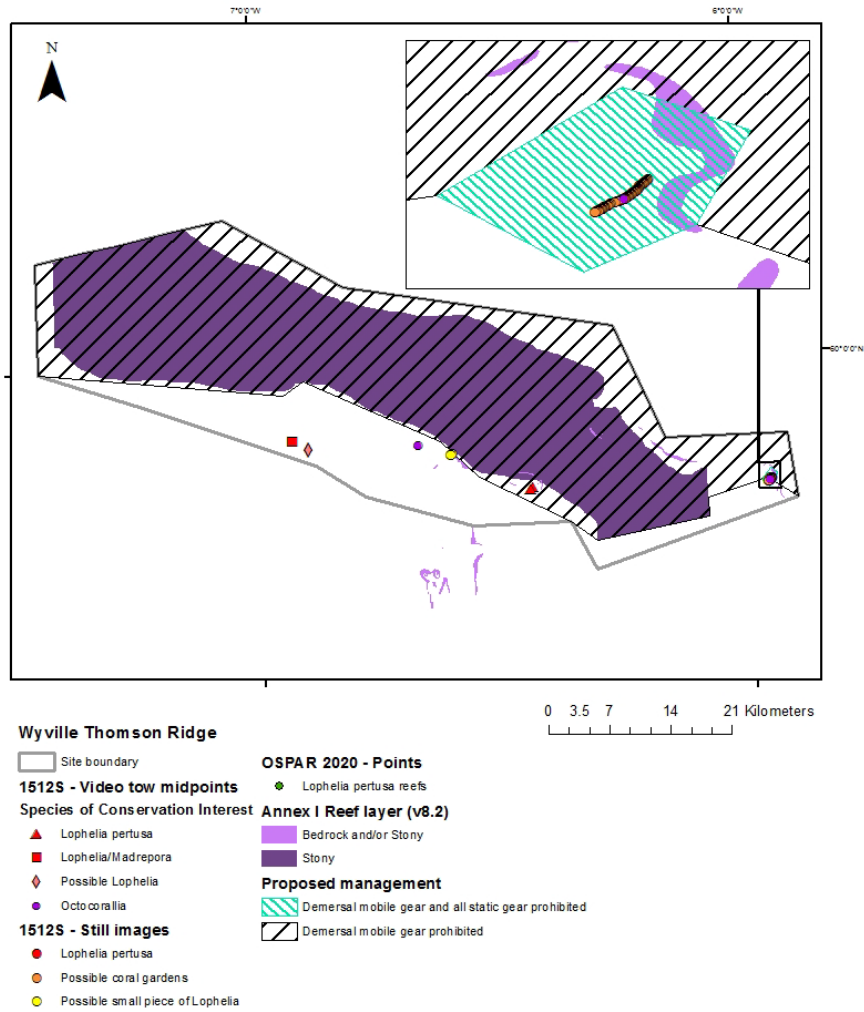 7°0'0"W
6°0'0"W
N
60°0'0"N
0 3.5 7 14 21 Kilometers
Wyville Thomson Ridge
Site boundary
1512S - Video tow midpoints
Species of Conservation Interest
Lophelia pertusa
Lophelia/Madrepora
Possible Lophelia
Octocorallia
1512S - Still images
Lophelia pertusa
Possible coral gardens
Possible small piece of Lophelia
OSPAR 2020 - Points
Lophelia pertusa reefs
Annex I Reef layer (v8.2)
Bedrock and/or Stony
Stony
Proposed management
Demersal mobile gear and all static gear prohibited
Demersal mobile gear prohibited